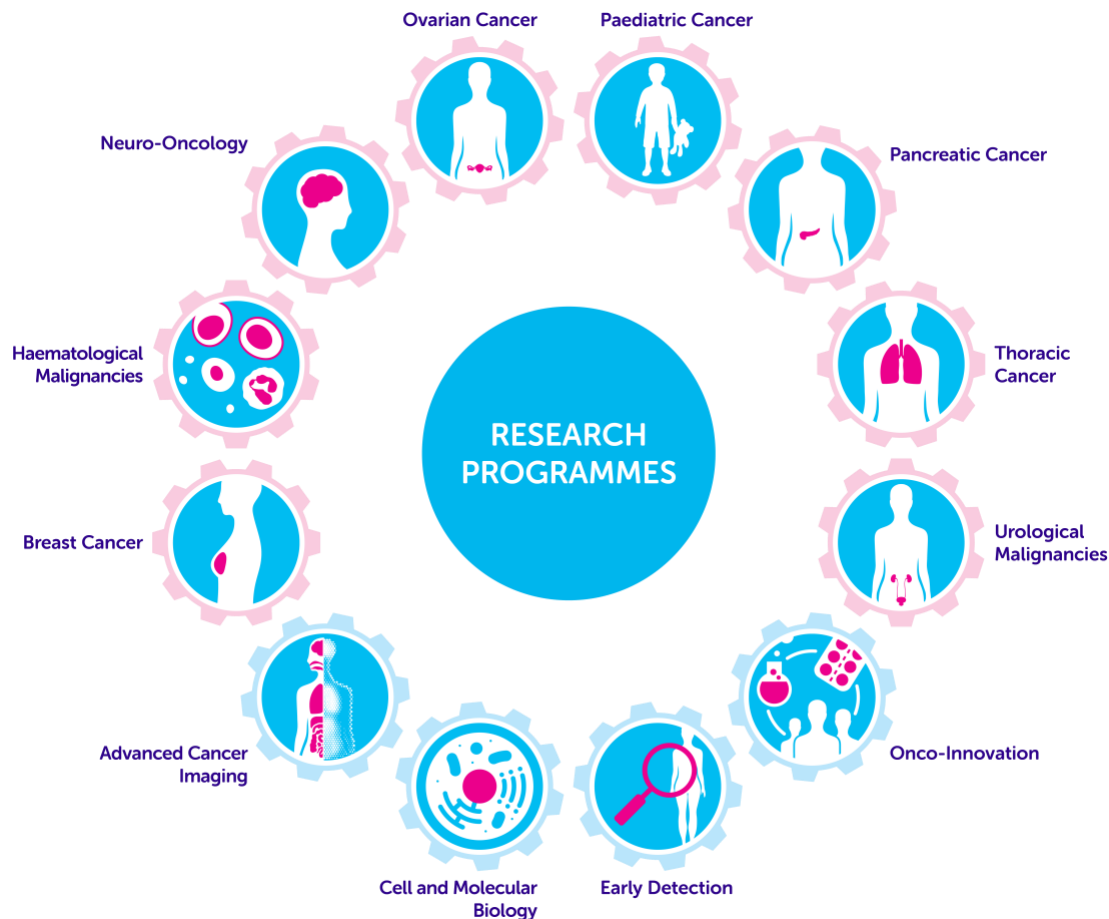 Ovarian Cancer
Paediatric Cancer
Neuro-Oncology
Pancreatic Cancer
Haematological
Malignancies
Thoracic
Cancer
RESEARCH
PROGRAMMES
Breast Cancer
Urological
Malignancies
Advanced Cancer
Imaging
Onco-Innovation
Cell and Molecular
Biology
Early Detection